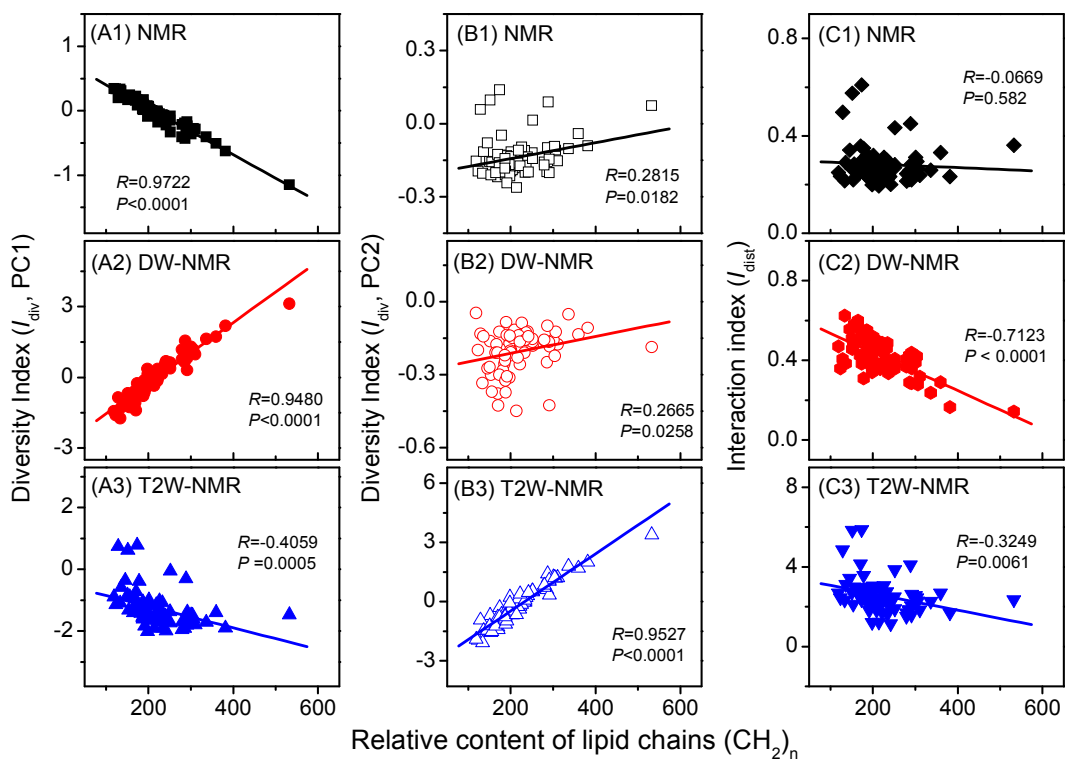 (A1) NMR
R=0.9722
P<0.0001
1
0
-1
(B1) NMR
R=0.2815
P=0.0182
0.3
0.0
-0.3
(C1) NMR
R=-0.0669
P=0.582
0.8
0.4
0.0
(A2) DW-NMR
R=0.9480
P<0.0001
3
0
-3
(B2) DW-NMR
R=0.2665
P=0.0258
0.0
-0.3
-0.6
(C2) DW-NMR
R=-0.7123
P < 0.0001
0.8
0.4
0.0
(A3) T2W-NMR
R=-0.4059
P =0.0005
2
1
-1
-2
(B3) T2W-NMR
R=0.9527
P<0.0001
6
3
0
-3
(C3) T2W-NMR
R=-0.3249
P=0.0061
8
4
0
Diversity Index (I_div, PC1)
Diversity Index (I_div, PC2)
Interaction index (I_dist)
200 400 600
200 400 600
200 400 600
Relative content of lipid chains (CH₂)ₙ